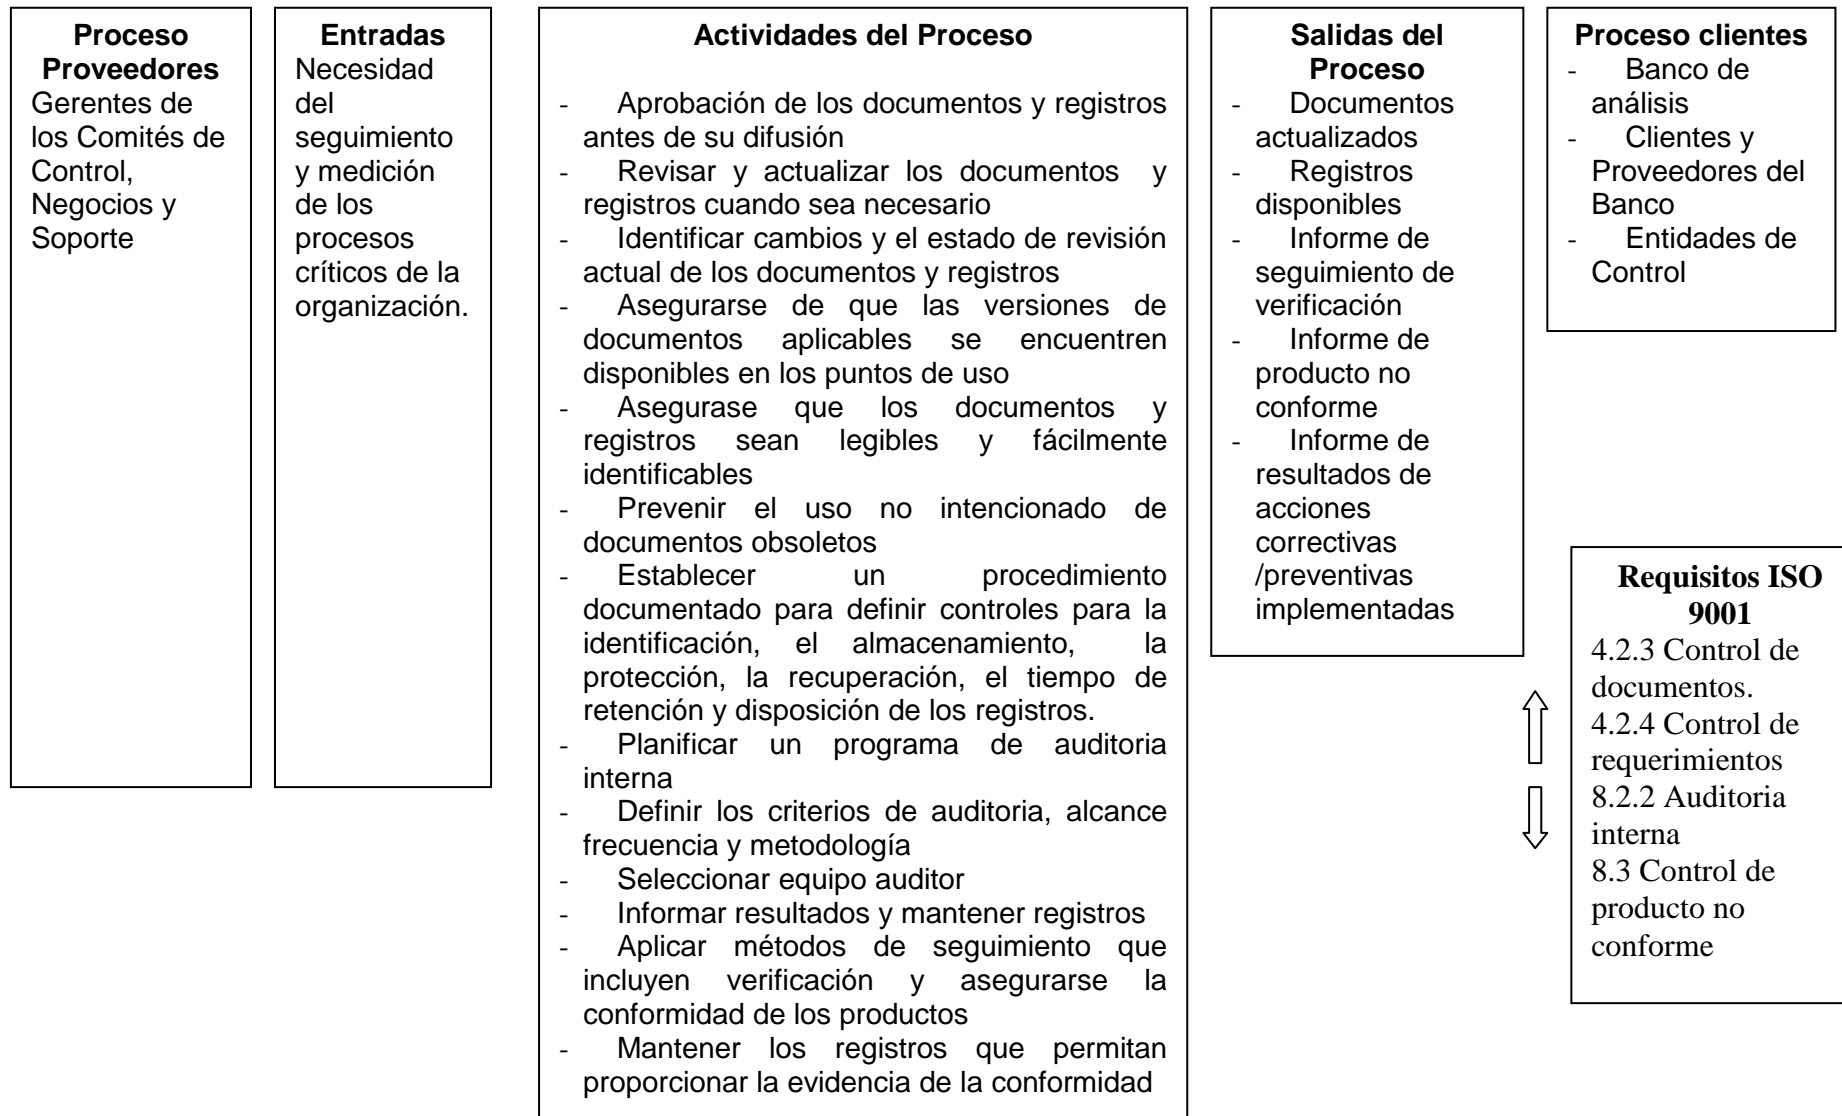 Proceso
Proveedores
Gerentes de
los Comités de
Control,
Negocios y
Soporte
Entradas
Necesidad
del
seguimiento
y medición
de los
procesos
críticos de la
organización.
Actividades del Proceso
- Aprobación de los documentos y registros
antes de su difusión
- Revisar y actualizar los documentos y
registros cuando sea necesario
- Identificar cambios y el estado de revisión
actual de los documentos y registros
- Asegurarse de que las versiones de
documentos aplicables se encuentren
disponibles en los puntos de uso
- Asegurase que los documentos y
registros sean legibles y fácilmente
identificables
- Prevenir el uso no intencionado de
documentos obsoletos
- Establecer un procedimiento
documentado para definir controles para la
identificación, el almacenamiento, la
protección, la recuperación, el tiempo de
retención y disposición de los registros.
- Planificar un programa de auditoria
interna
- Definir los criterios de auditoria, alcance
frecuencia y metodología
- Seleccionar equipo auditor
- Informar resultados y mantener registros
- Aplicar métodos de seguimiento que
incluyen verificación y asegurarse la
conformidad de los productos
- Mantener los registros que permitan
proporcionar la evidencia de la conformidad
Salidas del
Proceso
- Documentos
actualizados
- Registros
disponibles
- Informe de
seguimiento de
verificación
- Informe de
producto no
conforme
- Informe de
resultados de
acciones
correctivas
/preventivas
implementadas
Proceso clientes
- Banco de
análisis
- Clientes y
Proveedores del
Banco
- Entidades de
Control
Requisitos ISO
9001
4.2.3 Control de
documentos.
4.2.4 Control de
requerimientos
8.2.2 Auditoria
interna
8.3 Control de
producto no
conforme